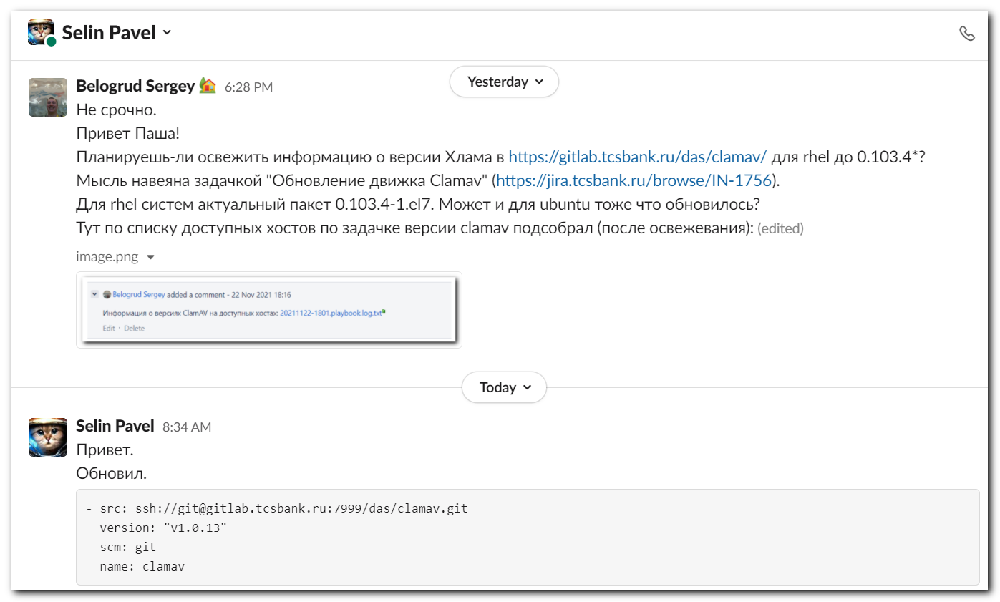 Selin Pavel
Yesterday
Belogrud Sergey 6:28 PM
Не срочно.
Привет Паша!
Планируешь-ли освежить информацию о версии Хлама в https://gitlab.tcsbank.ru/das/clamav/ для rhel до 0.103.4*?
Мысль навеяна задачкой "Обновление движка Clamav" (https://jira.tcsbank.ru/browse/IN-1756).
Для rhel систем актуальный пакет 0.103.4-1.el7. Может и для ubuntu тоже что обновилось?
Тут по списку доступных хостов по задачке версии clamav подсобрал (после освежевания): (edited)
image.png
Belogrud Sergey added a comment - 22 Nov 2021 18:16
Информация о версиях ClamAV на доступных хостах: 20211122-1801.playbook.log.txt
Edit · Delete
Today
Selin Pavel 8:34 AM
Привет.
Обновил.
- src: ssh://git@gitlab.tcsbank.ru:7999/das/clamav.git
version: "v1.0.13"
scm: git
name: clamav